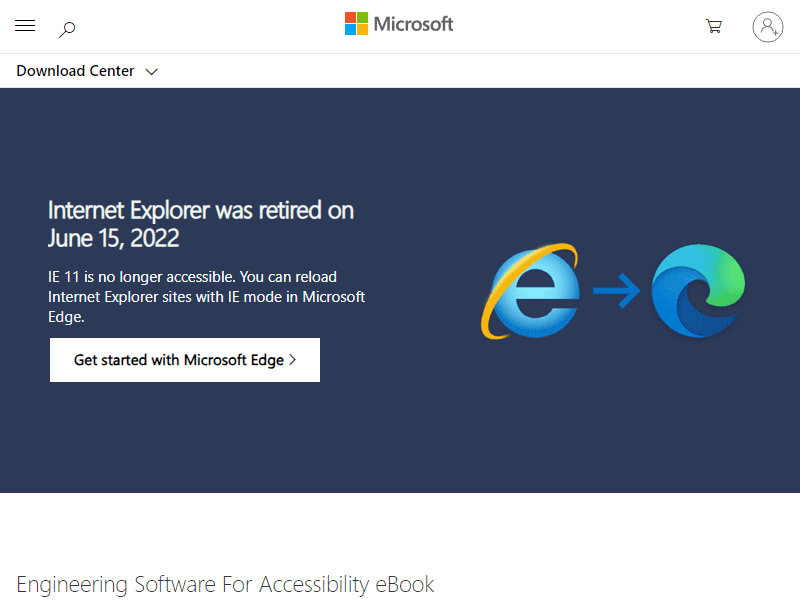 Microsoft
Download Center
Internet Explorer was retired on
June 15, 2022
IE 11 is no longer accessible. You can reload
Internet Explorer sites with IE mode in Microsoft
Edge.
Get started with Microsoft Edge
Engineering Software For Accessibility eBook